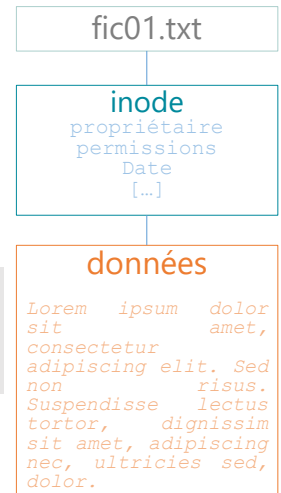 fic01.txt
inode
propriétaire
permissions
Date
[…]
données
Lorem ipsum dolor
sit amet,
consectetur
adipiscing elit. Sed
non risus.
Suspendisse lectus
tortor, dignissim
sit amet, adipiscing
nec, ultricies sed,
dolor.